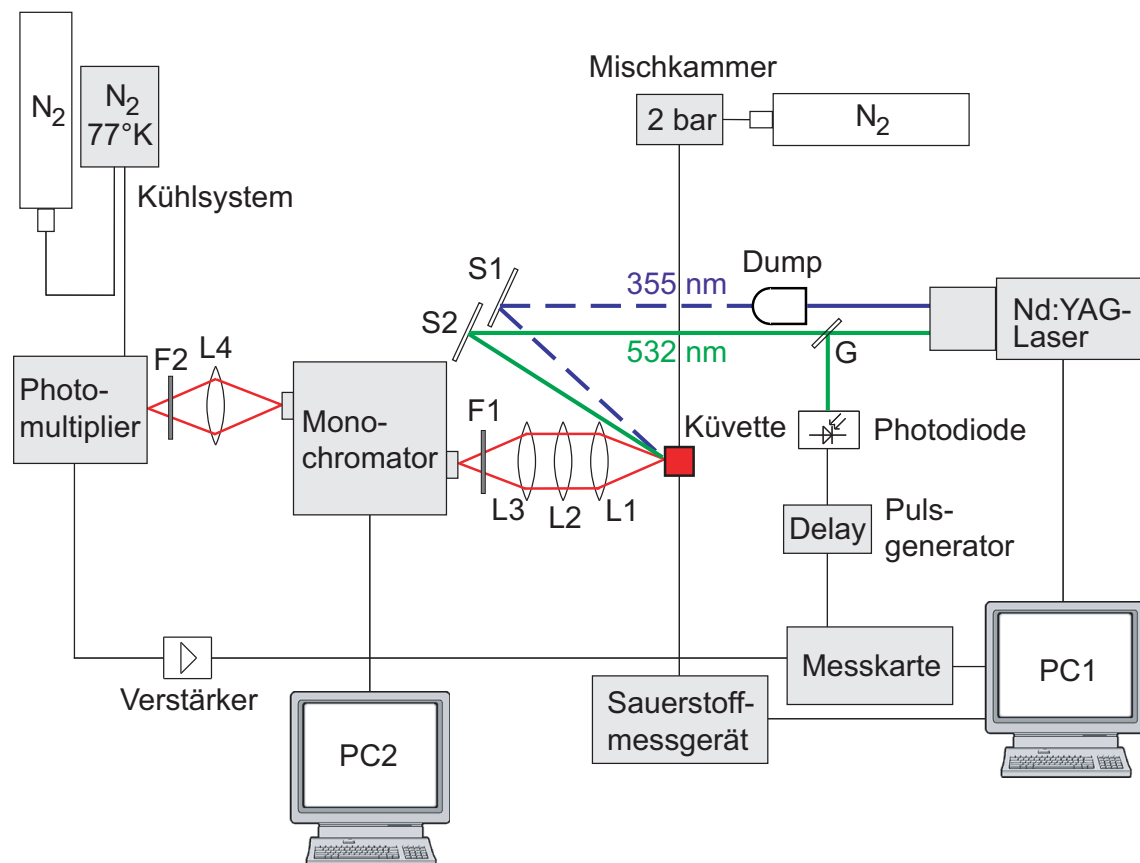 Mischkammer
N2
N2
77°K
2 bar
N2
Kühlsystem
S1
355 nm
Dump
Nd:YAG-
Laser
S2
532 nm
G
F2
L4
Photo-
multiplier
Mono-
chromator
F1
Küvette
Photodiode
L3
L2
L1
Delay
Puls-
generator
Messkarte
PC1
Verstärker
Sauerstoff-
messgerät
PC2